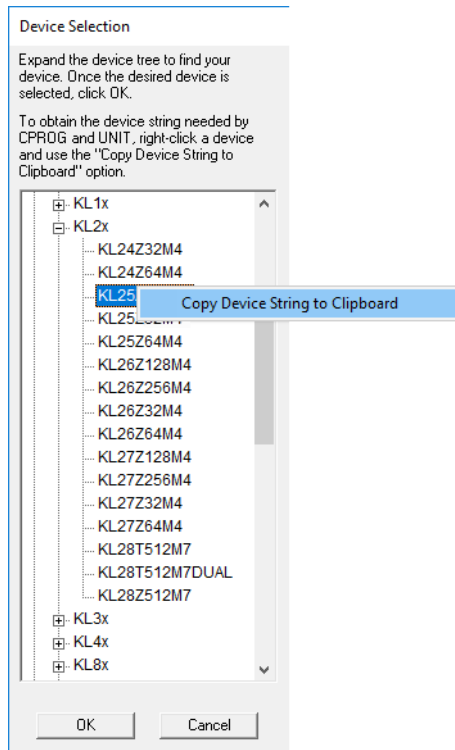 Device Selection
Expand the device tree to find your
device. Once the desired device is
selected, click OK.
To obtain the device string needed by
CPROG and UNIT, right-click a device
and use the "Copy Device String to
Clipboard" option.
KL1x
KL2x
KL24Z32M4
KL24Z64M4
KL25
Copy Device String to Clipboard
KL25Z64M4
KL26Z128M4
KL26Z256M4
KL26Z32M4
KL26Z64M4
KL27Z128M4
KL27Z256M4
KL27Z32M4
KL27Z64M4
KL28T512M7
KL28T512M7DUAL
KL28Z512M7
KL3x
KL4x
KL8x
OK
Cancel